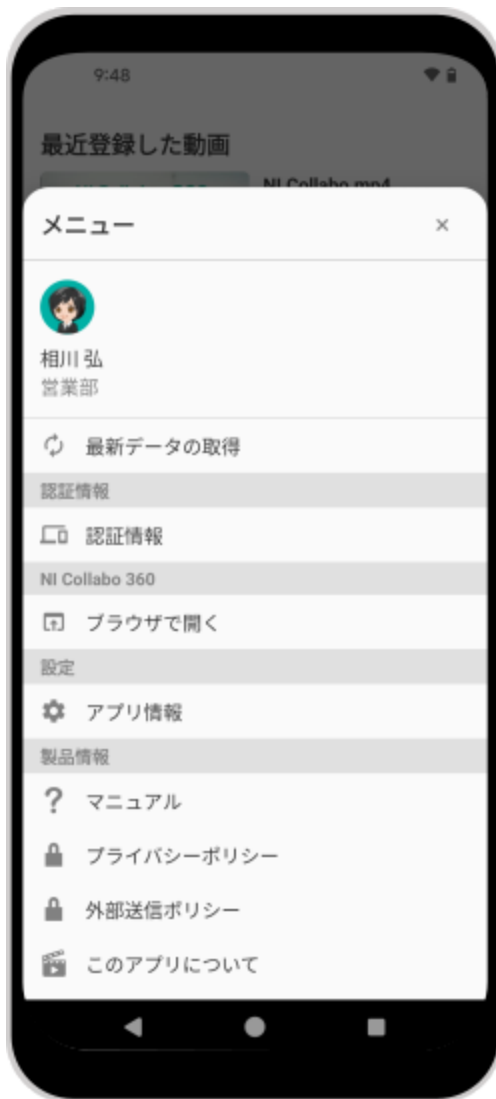 9:48
最近登録した動画
NI Collabo.mp4
メニュー
相川 弘
営業部
最新データの取得
認証情報
認証情報
NI Collabo 360
ブラウザで開く
設定
アプリ情報
製品情報
マニュアル
プライバシーポリシー
外部送信ポリシー
このアプリについて